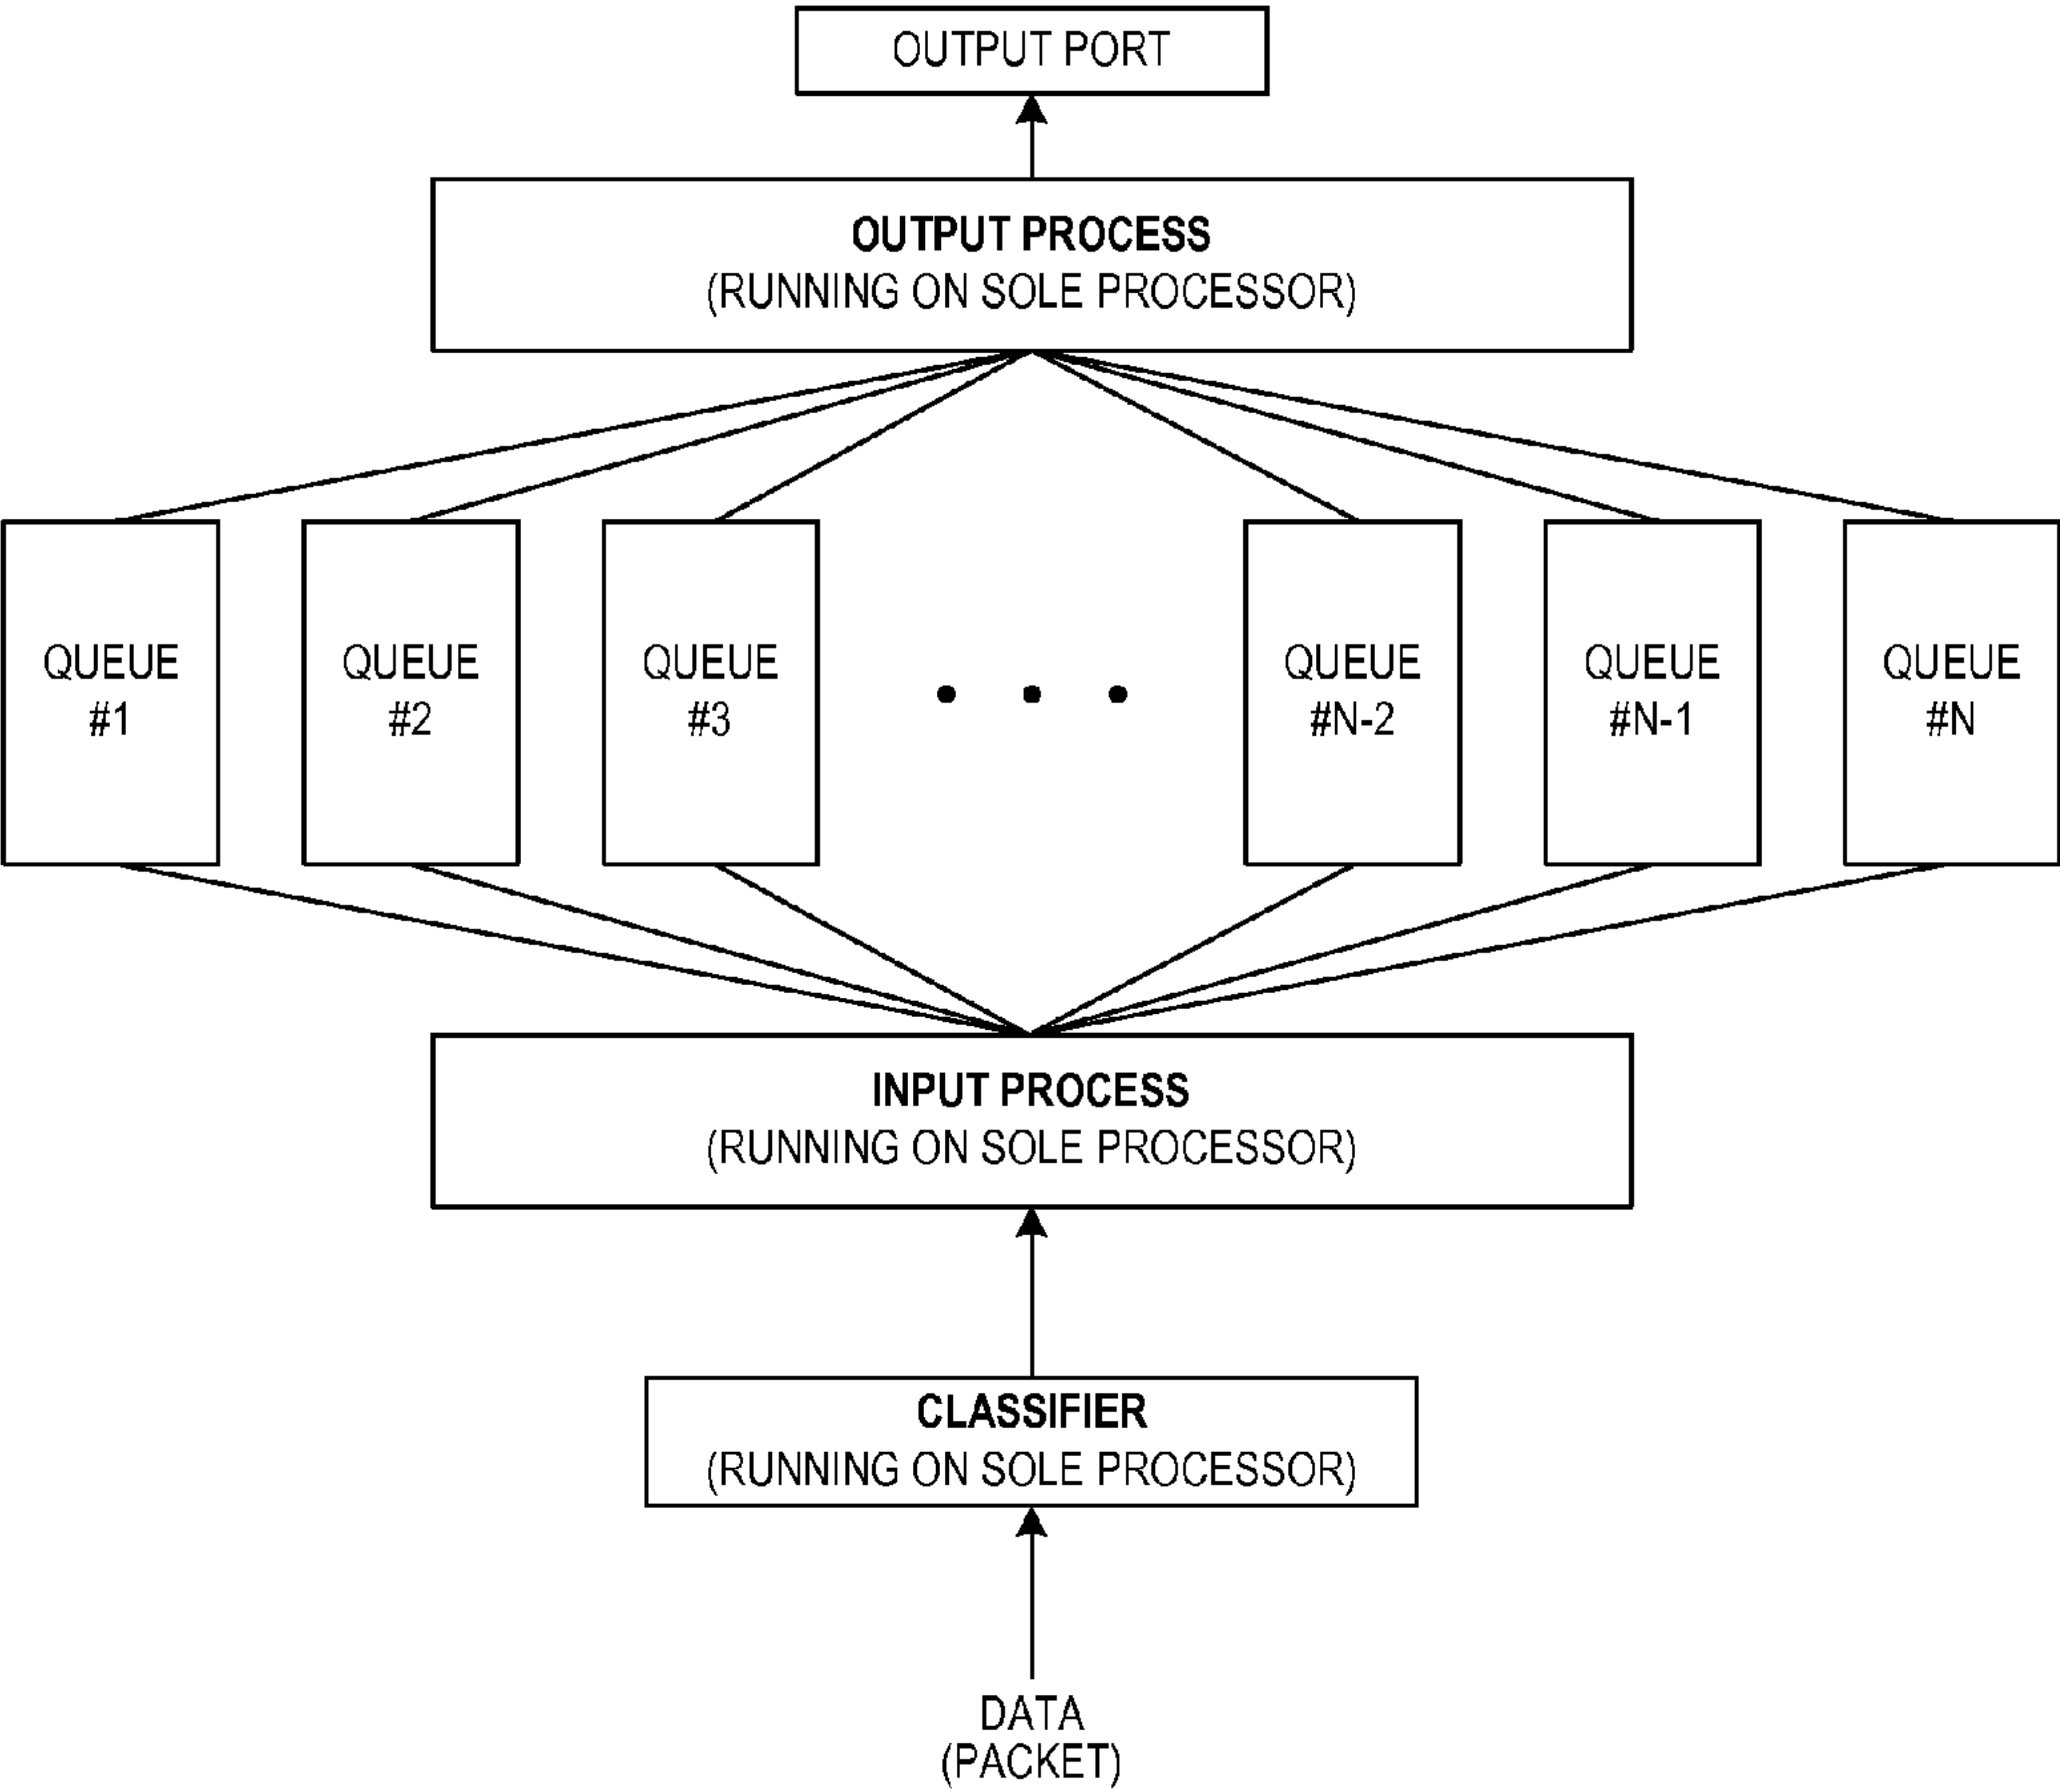 OUTPUT PORT
OUTPUT PROCESS
(RUNNING ON SOLE PROCESSOR)
QUEUE
#1
QUEUE
#2
QUEUE
#3
• • •
QUEUE
#N-2
QUEUE
#N-1
QUEUE
#N
INPUT PROCESS
(RUNNING ON SOLE PROCESSOR)
CLASSIFIER
(RUNNING ON SOLE PROCESSOR)
DATA
(PACKET)